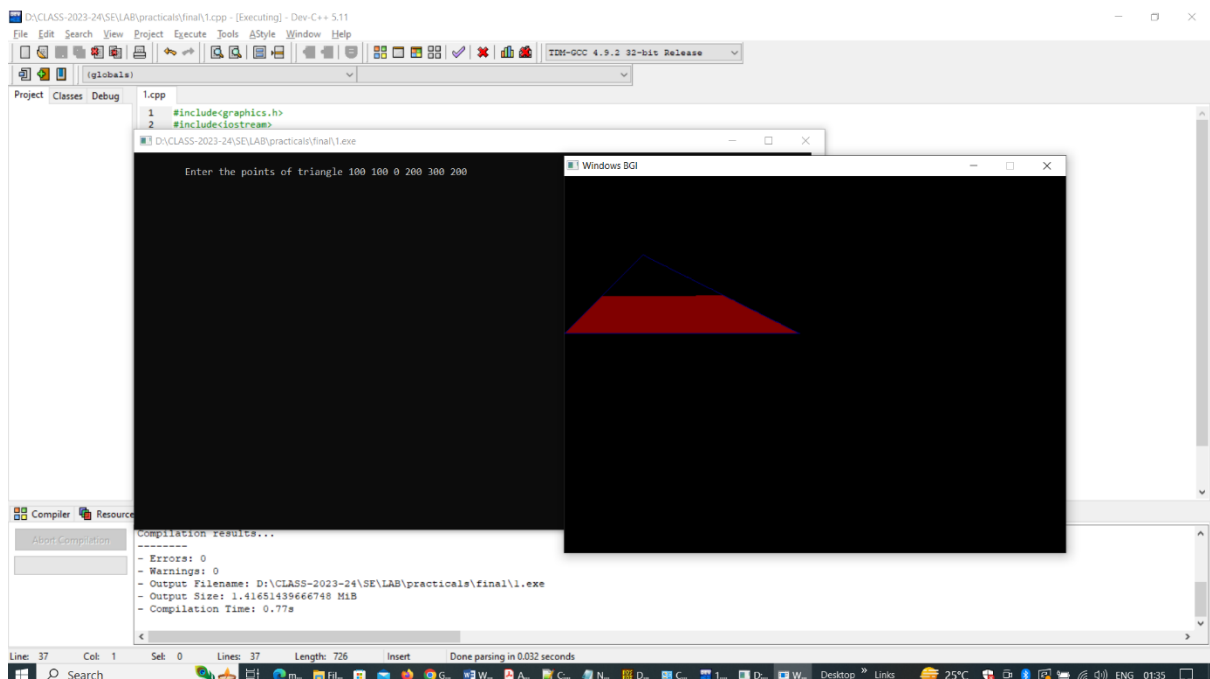 D:\CLASS-2023-24\SE\LAB\practicals\final\1.cpp - [Executing] - Dev-C++ 5.11
File Edit Search View Project Execute Tools AStyle Window Help
TDM-GCC 4.9.2 32-bit Release
(globals)
Project Classes Debug 1.cpp
1 #include<graphics.h>
2 #include<iostream>
D:\CLASS-2023-24\SE\LAB\practicals\final\1.exe
Enter the points of triangle 100 100 0 200 300 200
Windows BGI
Compiler Resource
Abort Compilation
Compilation results...
--------
- Errors: 0
- Warnings: 0
- Output Filename: D:\CLASS-2023-24\SE\LAB\practicals\final\1.exe
- Output Size: 1.41651439666748 MiB
- Compilation Time: 0.77s
Line: 37 Col: 1 Sel: 0 Lines: 37 Length: 726 Insert Done parsing in 0.032 seconds
Search m... Fil... G... W... A... C... N... D... C... 1... D:... W... Desktop » Links 25°C ENG 01:35